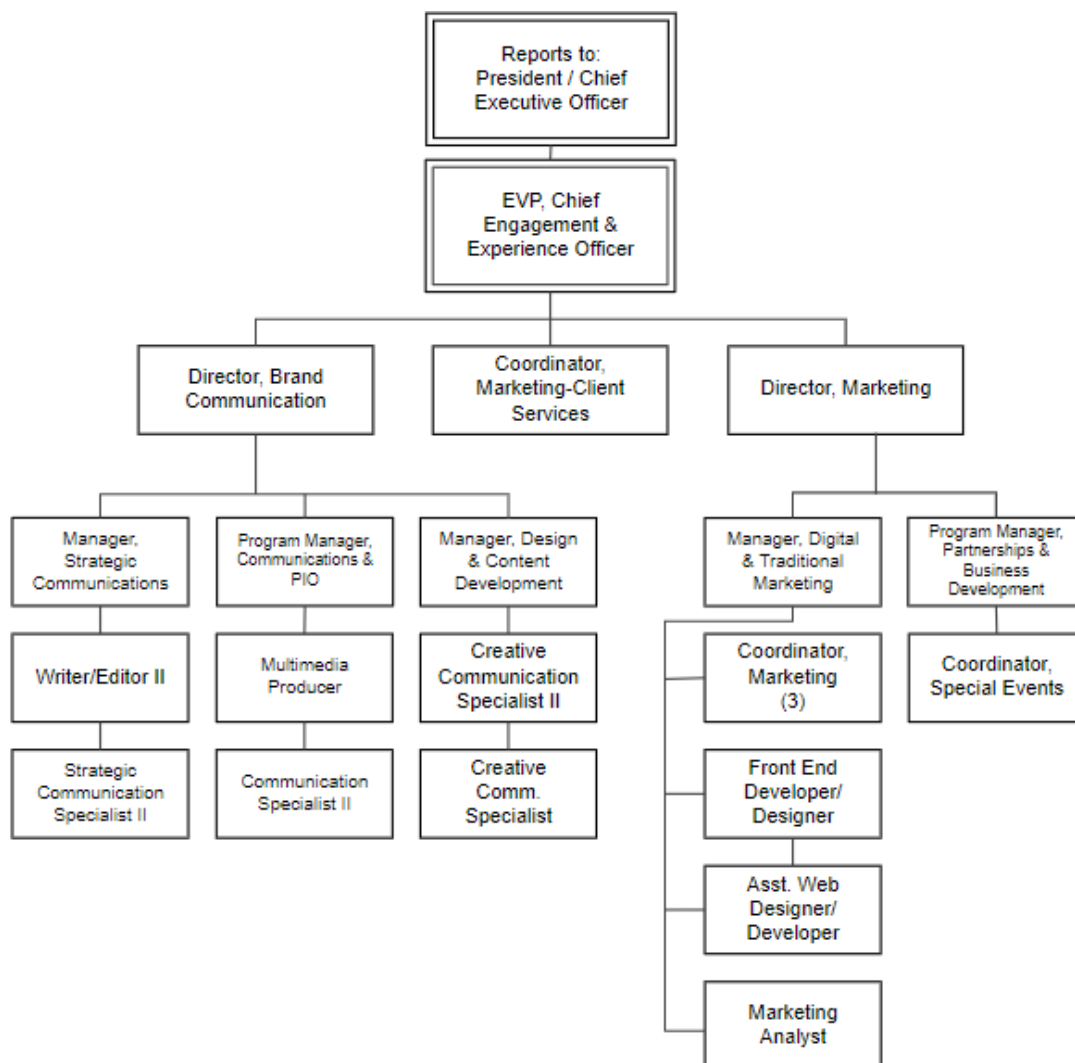 Reports to:
President / Chief
Executive Officer
EVP, Chief
Engagement &
Experience Officer
Director, Brand
Communication
Coordinator,
Marketing-Client
Services
Director, Marketing
Manager,
Strategic
Communications
Program Manager,
Communications &
PIO
Manager, Design
& Content
Development
Manager, Digital
& Traditional
Marketing
Program Manager,
Partnerships &
Business
Development
Writer/Editor II
Multimedia
Producer
Creative
Communication
Specialist II
Coordinator,
Marketing
(3)
Coordinator,
Special Events
Strategic
Communication
Specialist II
Communication
Specialist II
Creative
Comm.
Specialist
Front End
Developer/
Designer
Asst. Web
Designer/
Developer
Marketing
Analyst